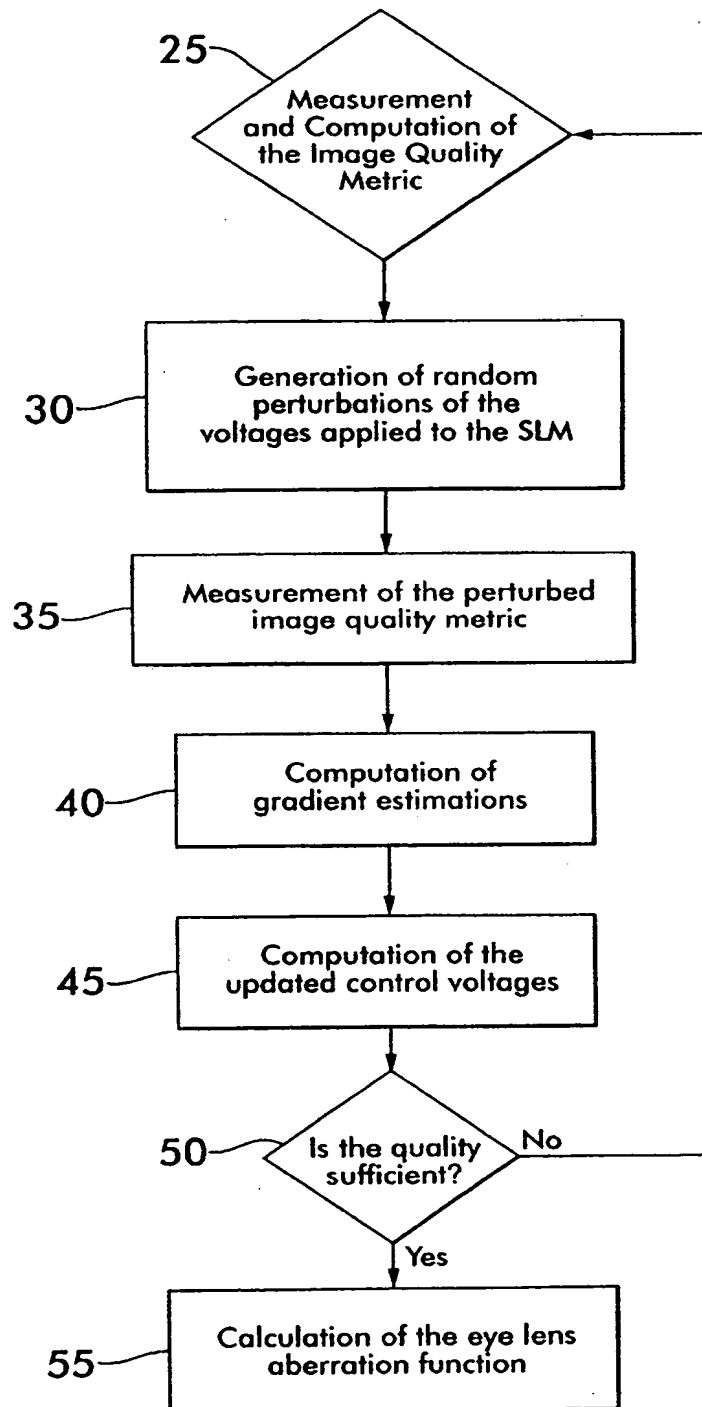 25
Measurement
and Computation of
the Image Quality
Metric
30
Generation of random
perturbations of the
voltages applied to the SLM
35
Measurement of the perturbed
image quality metric
40
Computation of
gradient estimations
45
Computation of the
updated control voltages
50
Is the quality
sufficient?
No
Yes
55
Calculation of the eye lens
aberration function